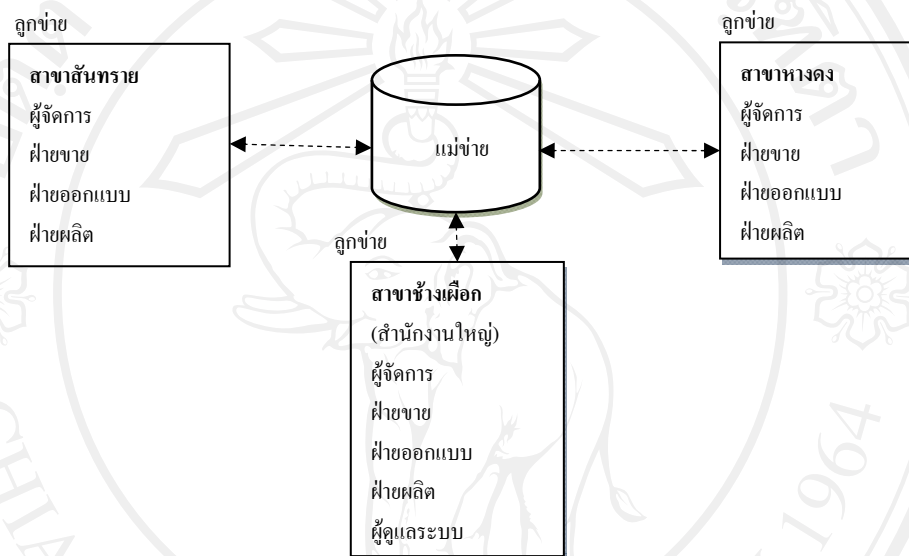 ลูกข่าย
สาขาสันทราย
ผู้จัดการ
ฝ่ายขาย
ฝ่ายออกแบบ
ฝ่ายผลิต
แม่ข่าย
ลูกข่าย
สาขาหางดง
ผู้จัดการ
ฝ่ายขาย
ฝ่ายออกแบบ
ฝ่ายผลิต
ลูกข่าย
สาขาช้างเผือก
(สำนักงานใหญ่)
ผู้จัดการ
ฝ่ายขาย
ฝ่ายออกแบบ
ฝ่ายผลิต
ผู้ดูแลระบบ
CHIA
1964